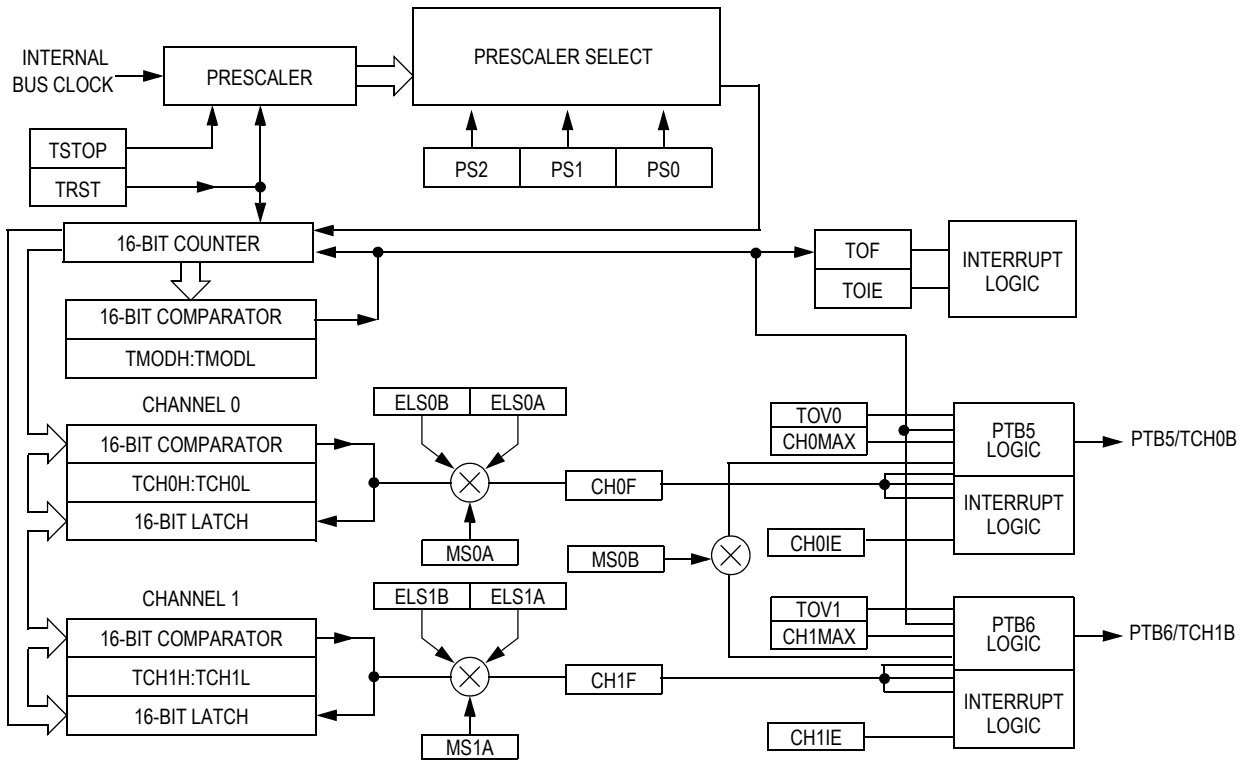 INTERNAL
BUS CLOCK
PRESCALER
PRESCALER SELECT
TSTOP
TRST
PS2
PS1
PS0
16-BIT COUNTER
16-BIT COMPARATOR
TMODH:TMODL
TOF
TOIE
INTERRUPT
LOGIC
CHANNEL 0
16-BIT COMPARATOR
TCH0H:TCH0L
16-BIT LATCH
ELS0B
ELS0A
MS0A
CH0F
MS0B
TOV0
CH0MAX
CH0IE
PTB5
LOGIC
INTERRUPT
LOGIC
PTB5/TCH0B
CHANNEL 1
16-BIT COMPARATOR
TCH1H:TCH1L
16-BIT LATCH
ELS1B
ELS1A
MS1A
CH1F
TOV1
CH1MAX
CH1IE
PTB6
LOGIC
INTERRUPT
LOGIC
PTB6/TCH1B